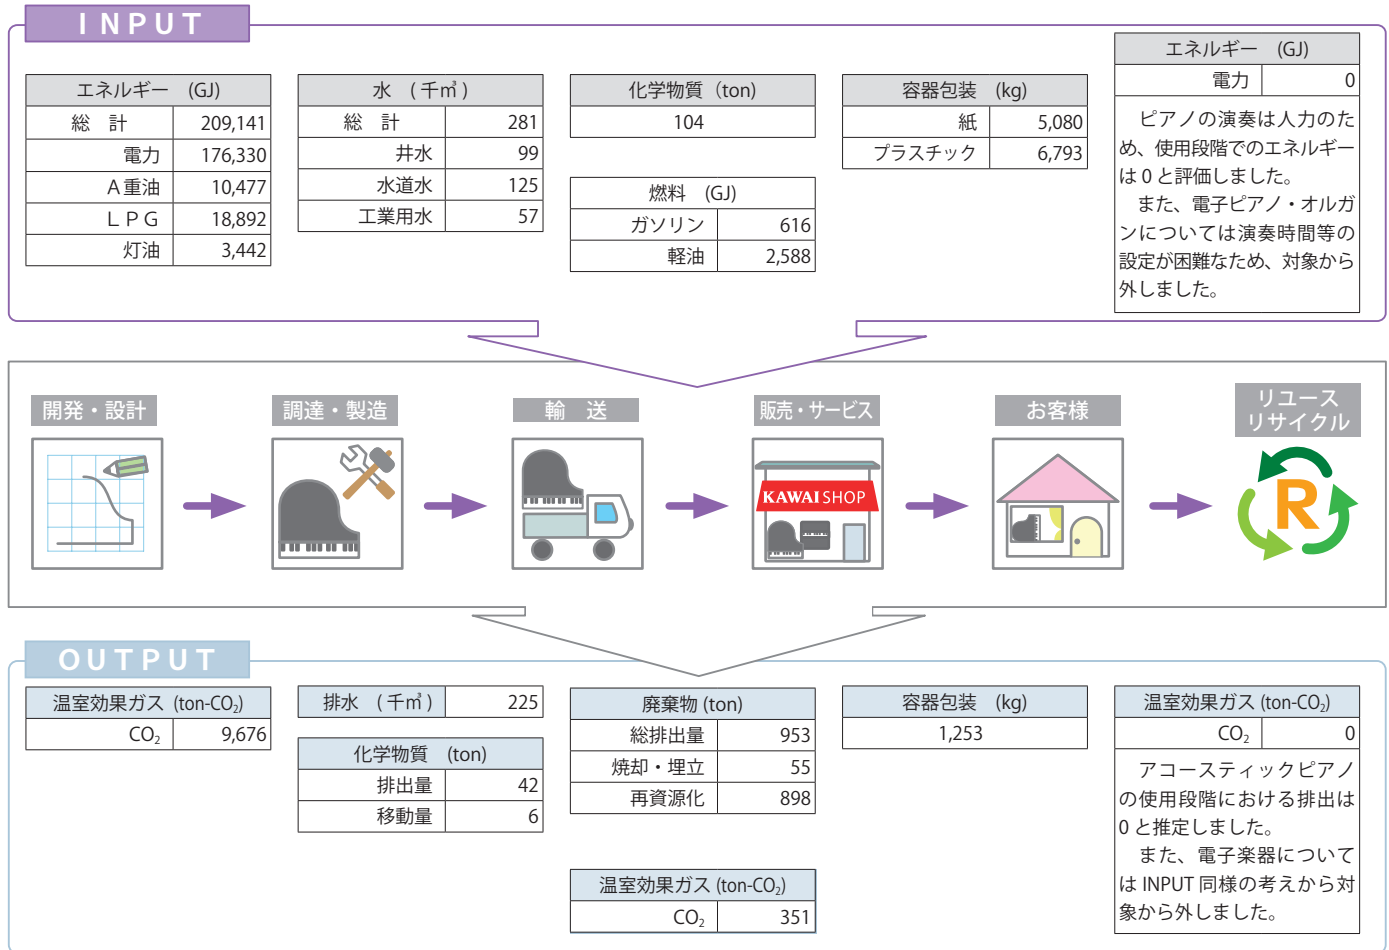 INPUT
エネルギー (GJ)
総 計 209,141
電力 176,330
A重油 10,477
LPG 18,892
灯油 3,442
水 (千㎥)
総 計 281
井水 99
水道水 125
工業用水 57
化学物質 (ton)
104
燃料 (GJ)
ガソリン 616
軽油 2,588
容器包装 (kg)
紙 5,080
プラスチック 6,793
エネルギー (GJ)
電力 0
ピアノの演奏は人力のた
め、使用段階でのエネルギー
は 0 と評価しました。
また、電子ピアノ・オルガ
ンについては演奏時間等の
設定が困難なため、対象から
外しました。
開発・設計
調達・製造
輸 送
販売・サービス
お客様
リユース
リサイクル
KAWAI SHOP
R
OUTPUT
温室効果ガス (ton-CO₂)
CO₂ 9,676
排水 (千㎥) 225
化学物質 (ton)
排出量 42
移動量 6
廃棄物 (ton)
総排出量 953
焼却・埋立 55
再資源化 898
温室効果ガス (ton-CO₂)
CO₂ 351
容器包装 (kg)
1,253
温室効果ガス (ton-CO₂)
CO₂ 0
アコースティックピアノ
の使用段階における排出は
0 と推定しました。
また、電子楽器について
は INPUT 同様の考えから対
象から外しました。